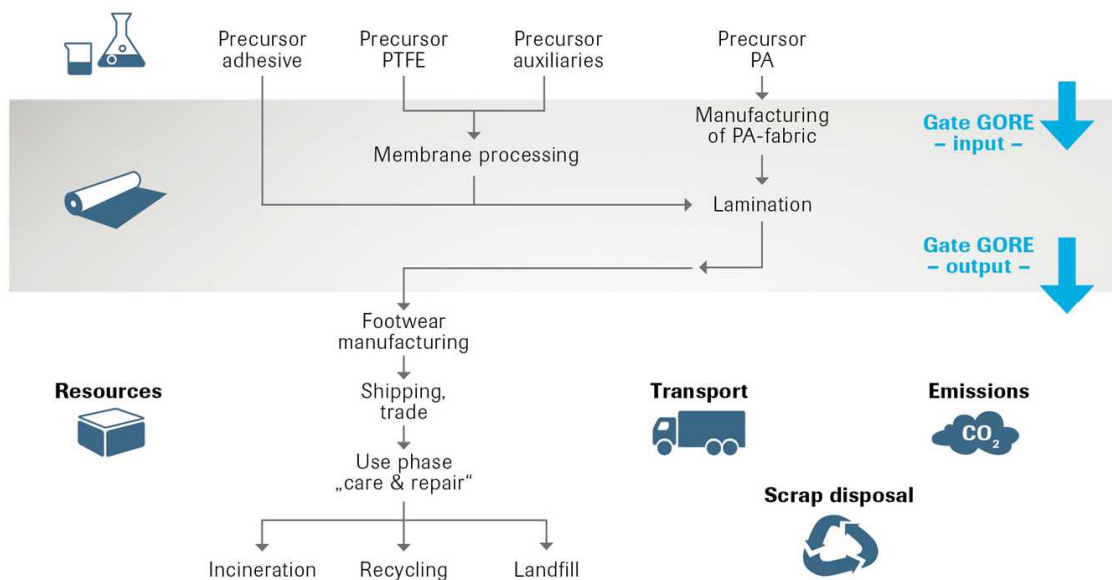 Precursor
adhesive
Precursor
PTFE
Precursor
auxiliaries
Precursor
PA
Manufacturing
of PA-fabric
Gate GORE
– input –
Membrane processing
Lamination
Gate GORE
– output –
Footwear
manufacturing
Resources
Shipping,
trade
Transport
Emissions
CO2
Use phase
„care & repair“
Scrap disposal
Incineration
Recycling
Landfill